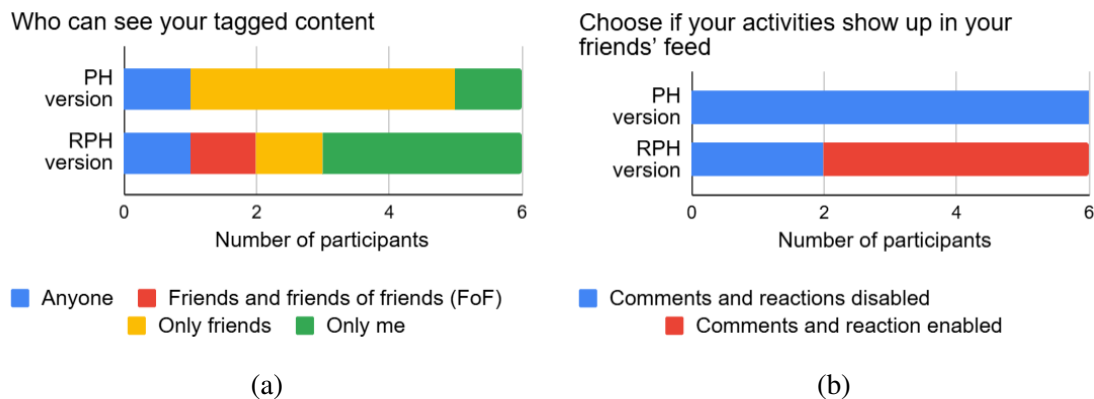 Who can see your tagged content
PH
version
RPH
version
0 2 4 6
Number of participants
Anyone Friends and friends of friends (FoF)
Only friends Only me
(a)
Choose if your activities show up in your
friends' feed
PH
version
RPH
version
0 2 4 6
Number of participants
Comments and reactions disabled
Comments and reaction enabled
(b)